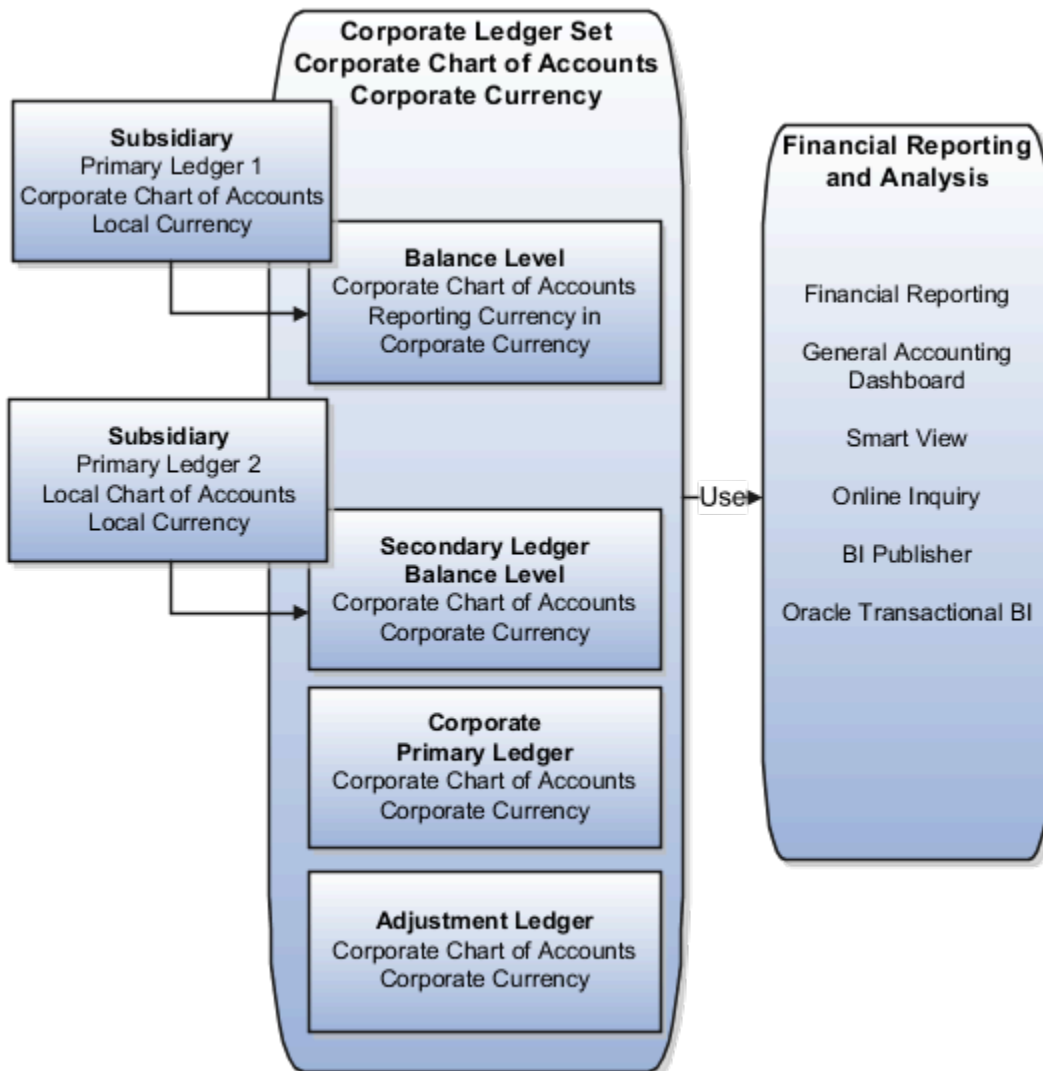 Corporate Ledger Set
Corporate Chart of Accounts
Corporate Currency
Subsidiary
Primary Ledger 1
Corporate Chart of Accounts
Local Currency
Balance Level
Corporate Chart of Accounts
Reporting Currency in
Corporate Currency
Subsidiary
Primary Ledger 2
Local Chart of Accounts
Local Currency
Secondary Ledger
Balance Level
Corporate Chart of Accounts
Corporate Currency
Corporate
Primary Ledger
Corporate Chart of Accounts
Corporate Currency
Adjustment Ledger
Corporate Chart of Accounts
Corporate Currency
Use
Financial Reporting
and Analysis
Financial Reporting
General Accounting
Dashboard
Smart View
Online Inquiry
BI Publisher
Oracle Transactional BI